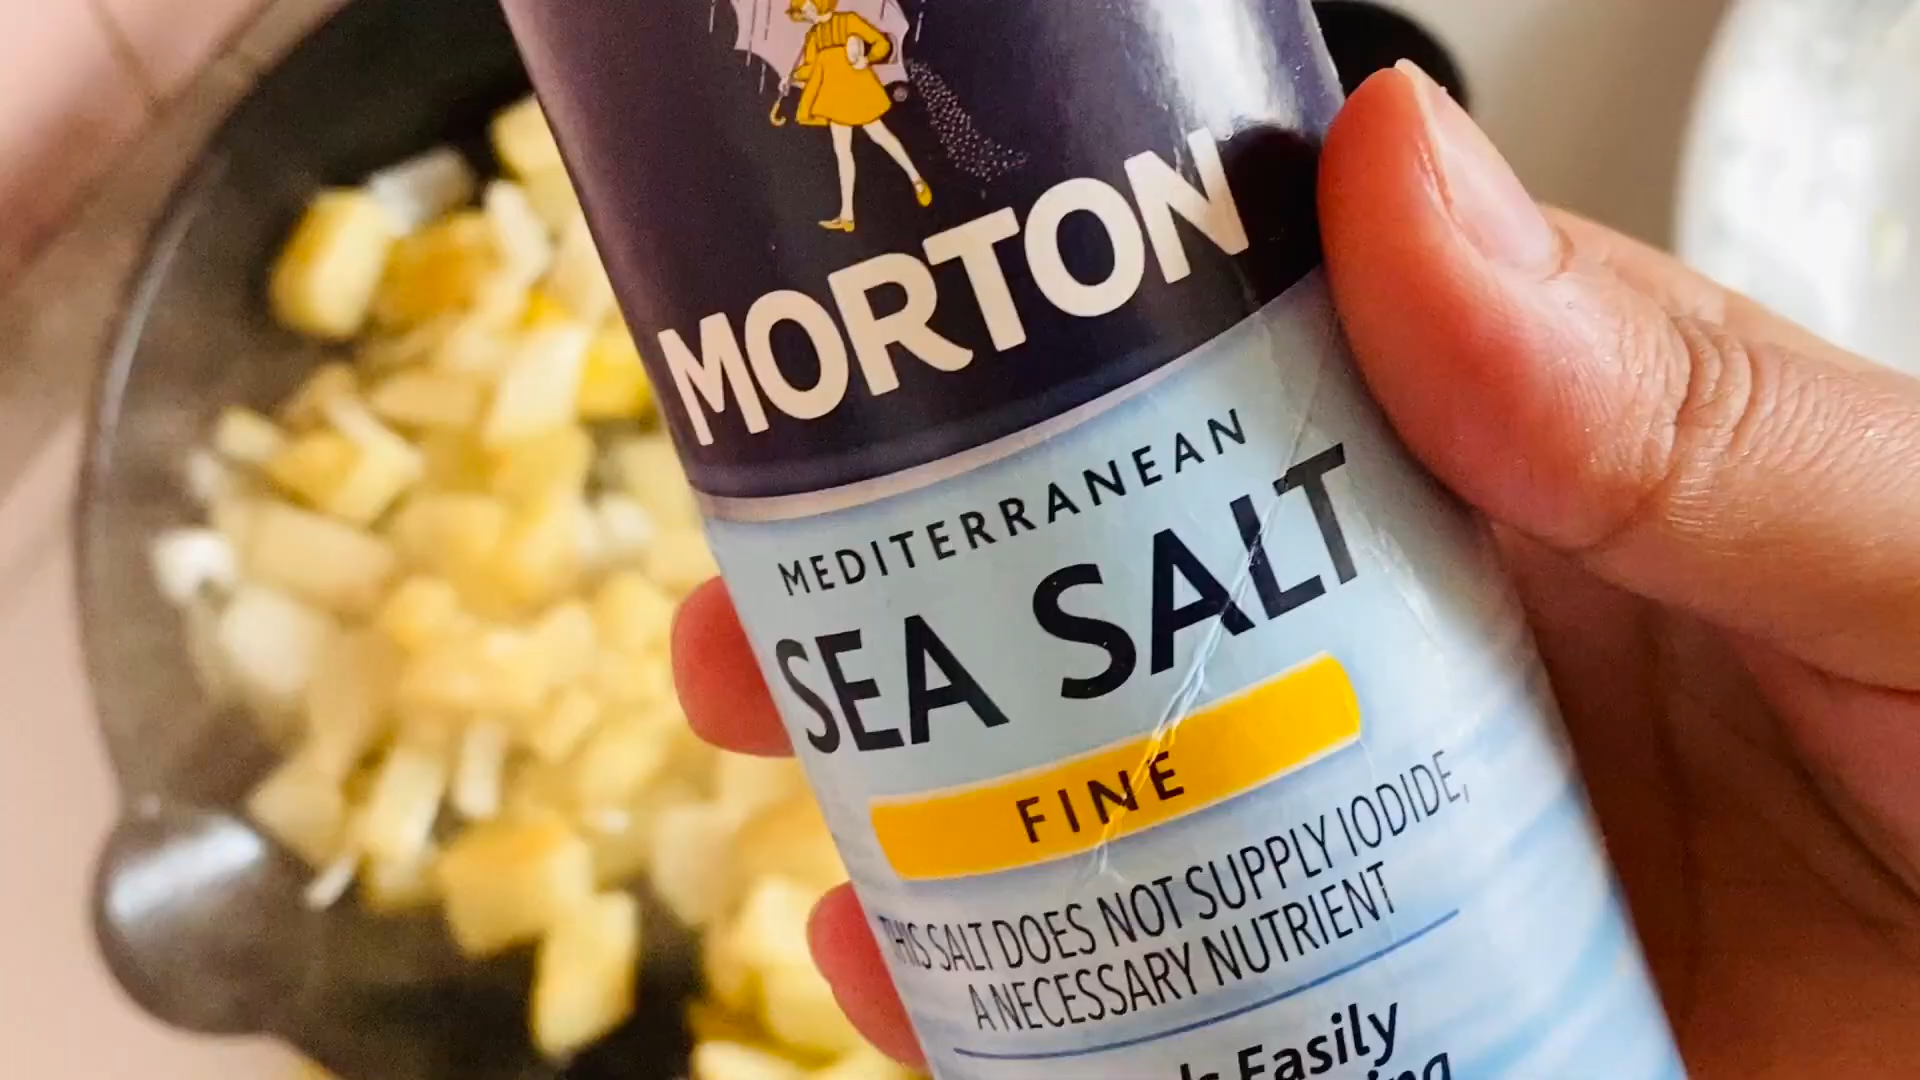 MORTON
MEDITERRANEAN
SEA SALT
FINE
THIS SALT DOES NOT SUPPLY IODIDE,
A NECESSARY NUTRIENT
Easily